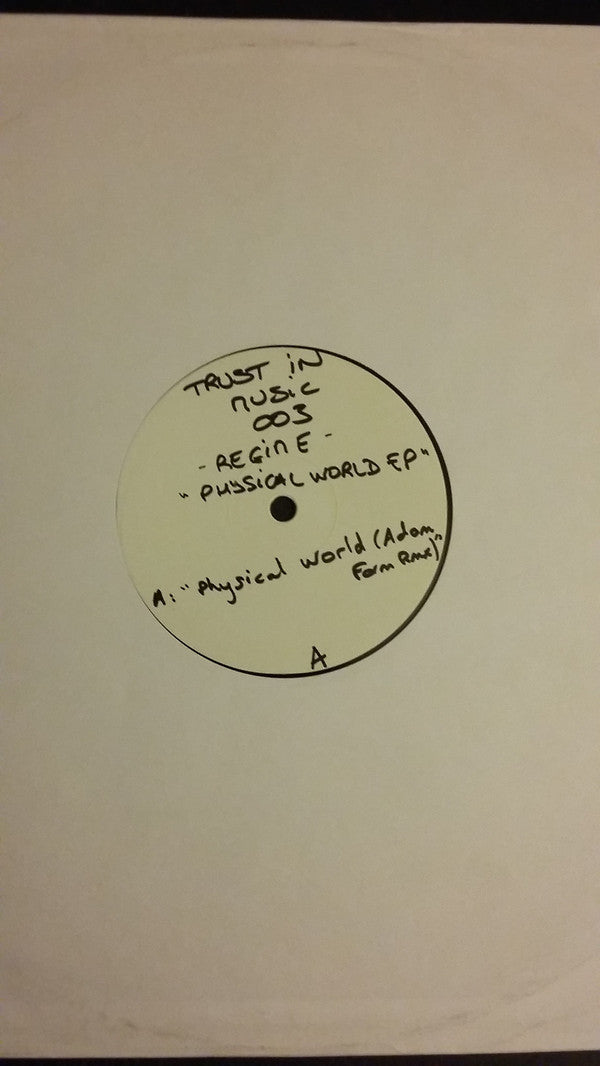 TRUST iN
MUSiC
003
- REGiNE -
" PHYSiCAL WORLD EP "
A: " Physical World (Adam
Form Rmx)"
A